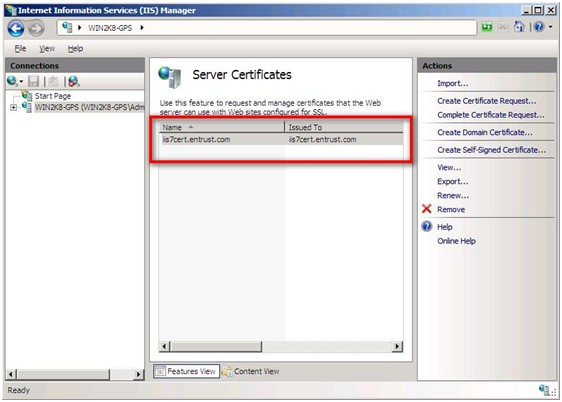 Internet Information Services (IIS) Manager
WIN2K8-GPS
File View Help
Connections
Start Page
WIN2K8-GPS (WIN2K8-GPS\Adm
Server Certificates
Use this feature to request and manage certificates that the Web
server can use with Web sites configured for SSL.
Name Issued To
iis7cert.entrust.com iis7cert.entrust.com
Features View Content View
Actions
Import...
Create Certificate Request...
Complete Certificate Request...
Create Domain Certificate...
Create Self-Signed Certificate...
View...
Export...
Renew...
Remove
Help
Online Help
Ready